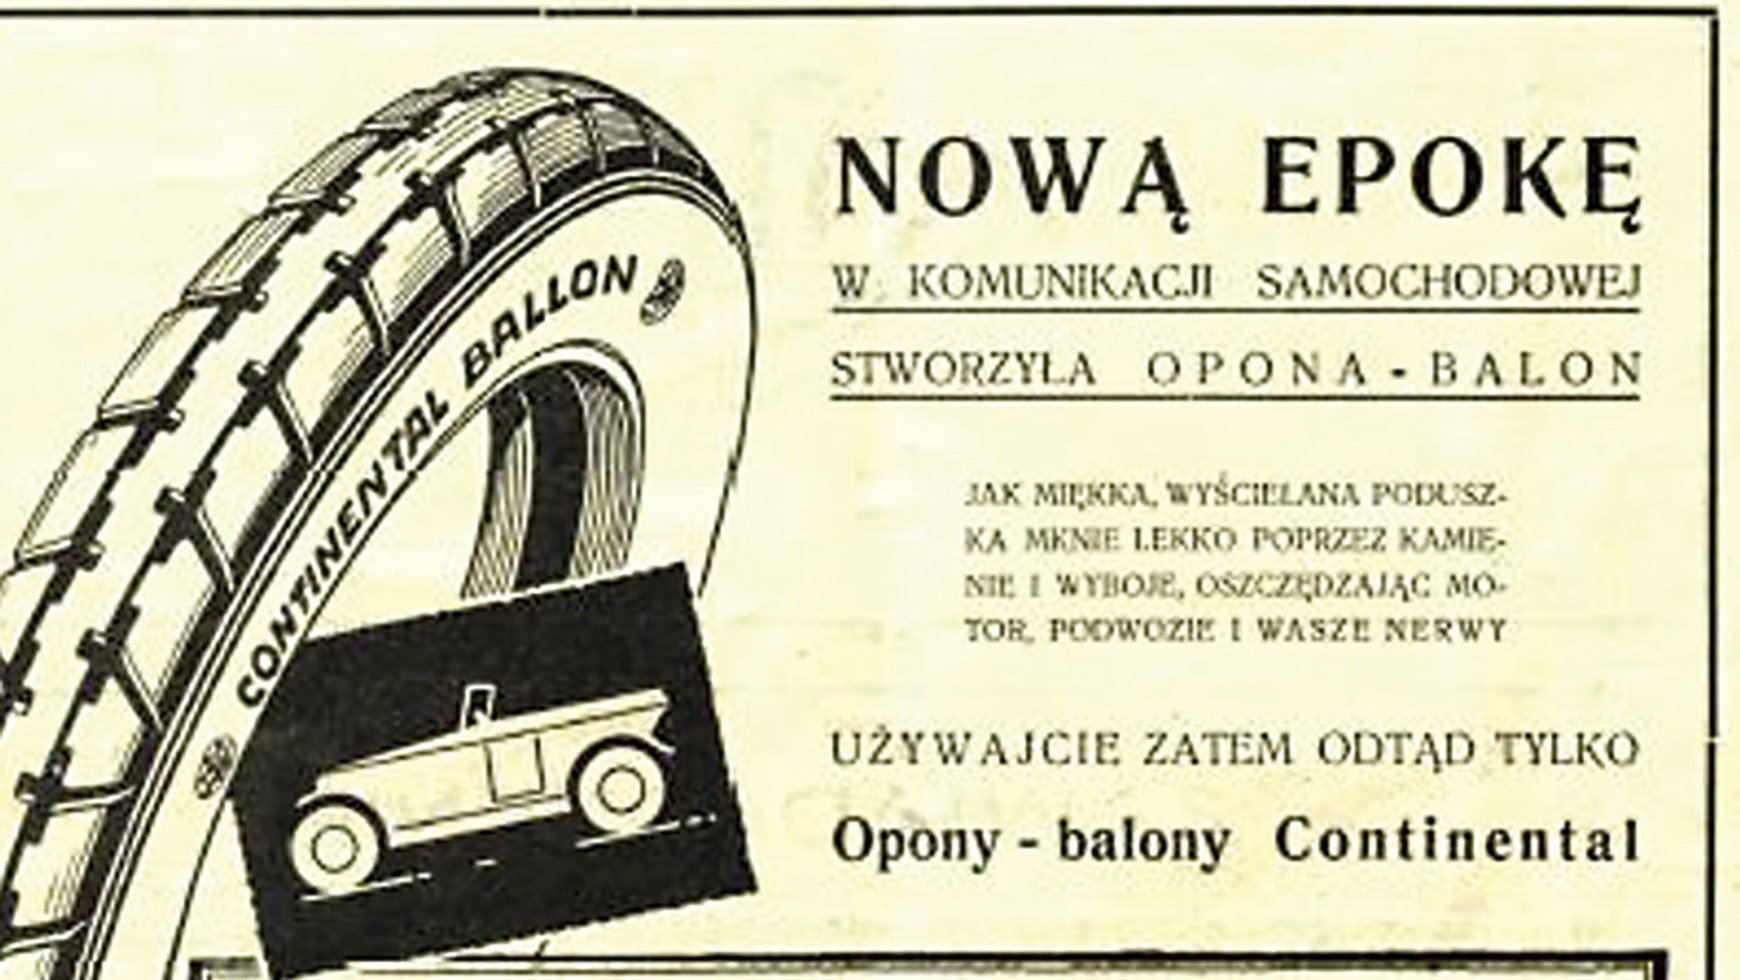 NOWĄ EPOKĘ
W KOMUNIKACJI SAMOCHODOWEJ
STWORZYŁA OPONA-BALON
CONTINENTAL BALLON
JAK MIĘKKA, WYŚCIELANA PODUSZ-
KA MKNIE LEKKO POPRZEZ KAMIE-
NIE I WYBOJE, OSZCZĘDZAJĄC MO-
TOR, PODWOZIE I WASZE NERWY
UŻYWAJCIE ZATEM ODTĄD TYLKO
Opony - balony Continental